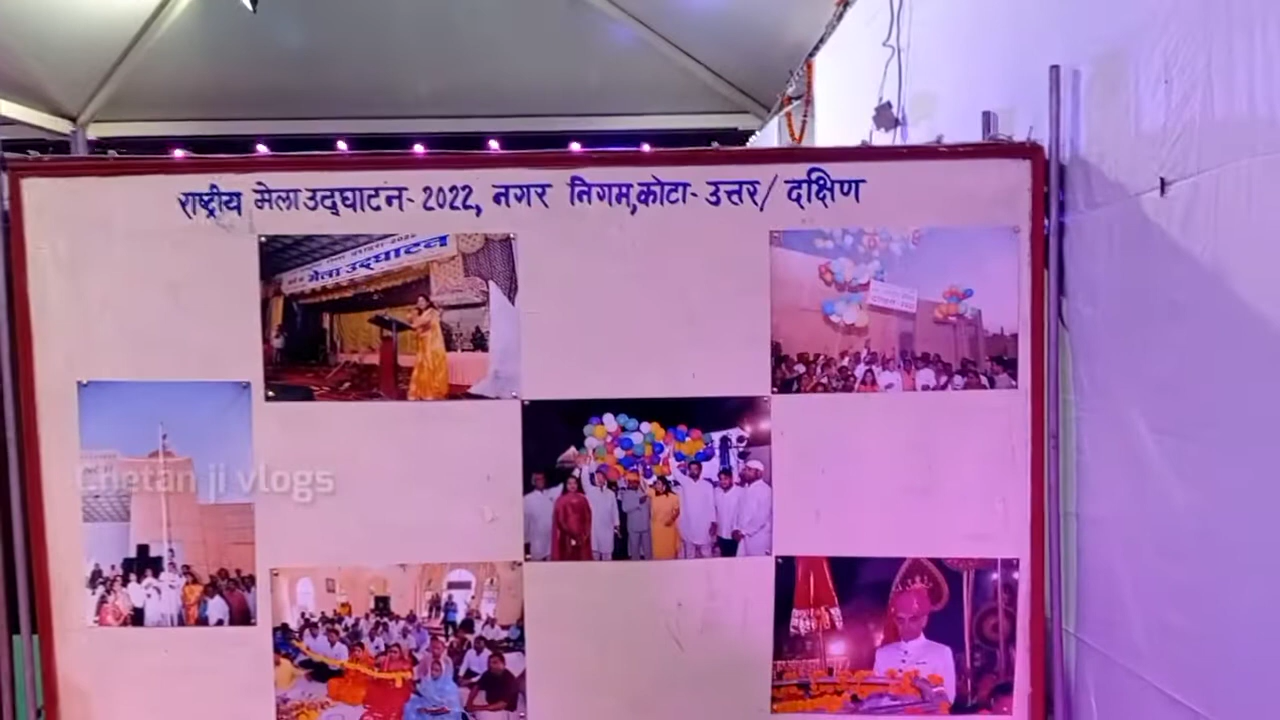 राष्ट्रीय मेला उद्घाटन- 2022, नगर निगम, कोटा- उत्तर/ दक्षिण
मेला उद्घाटन
Chetan ji vlogs